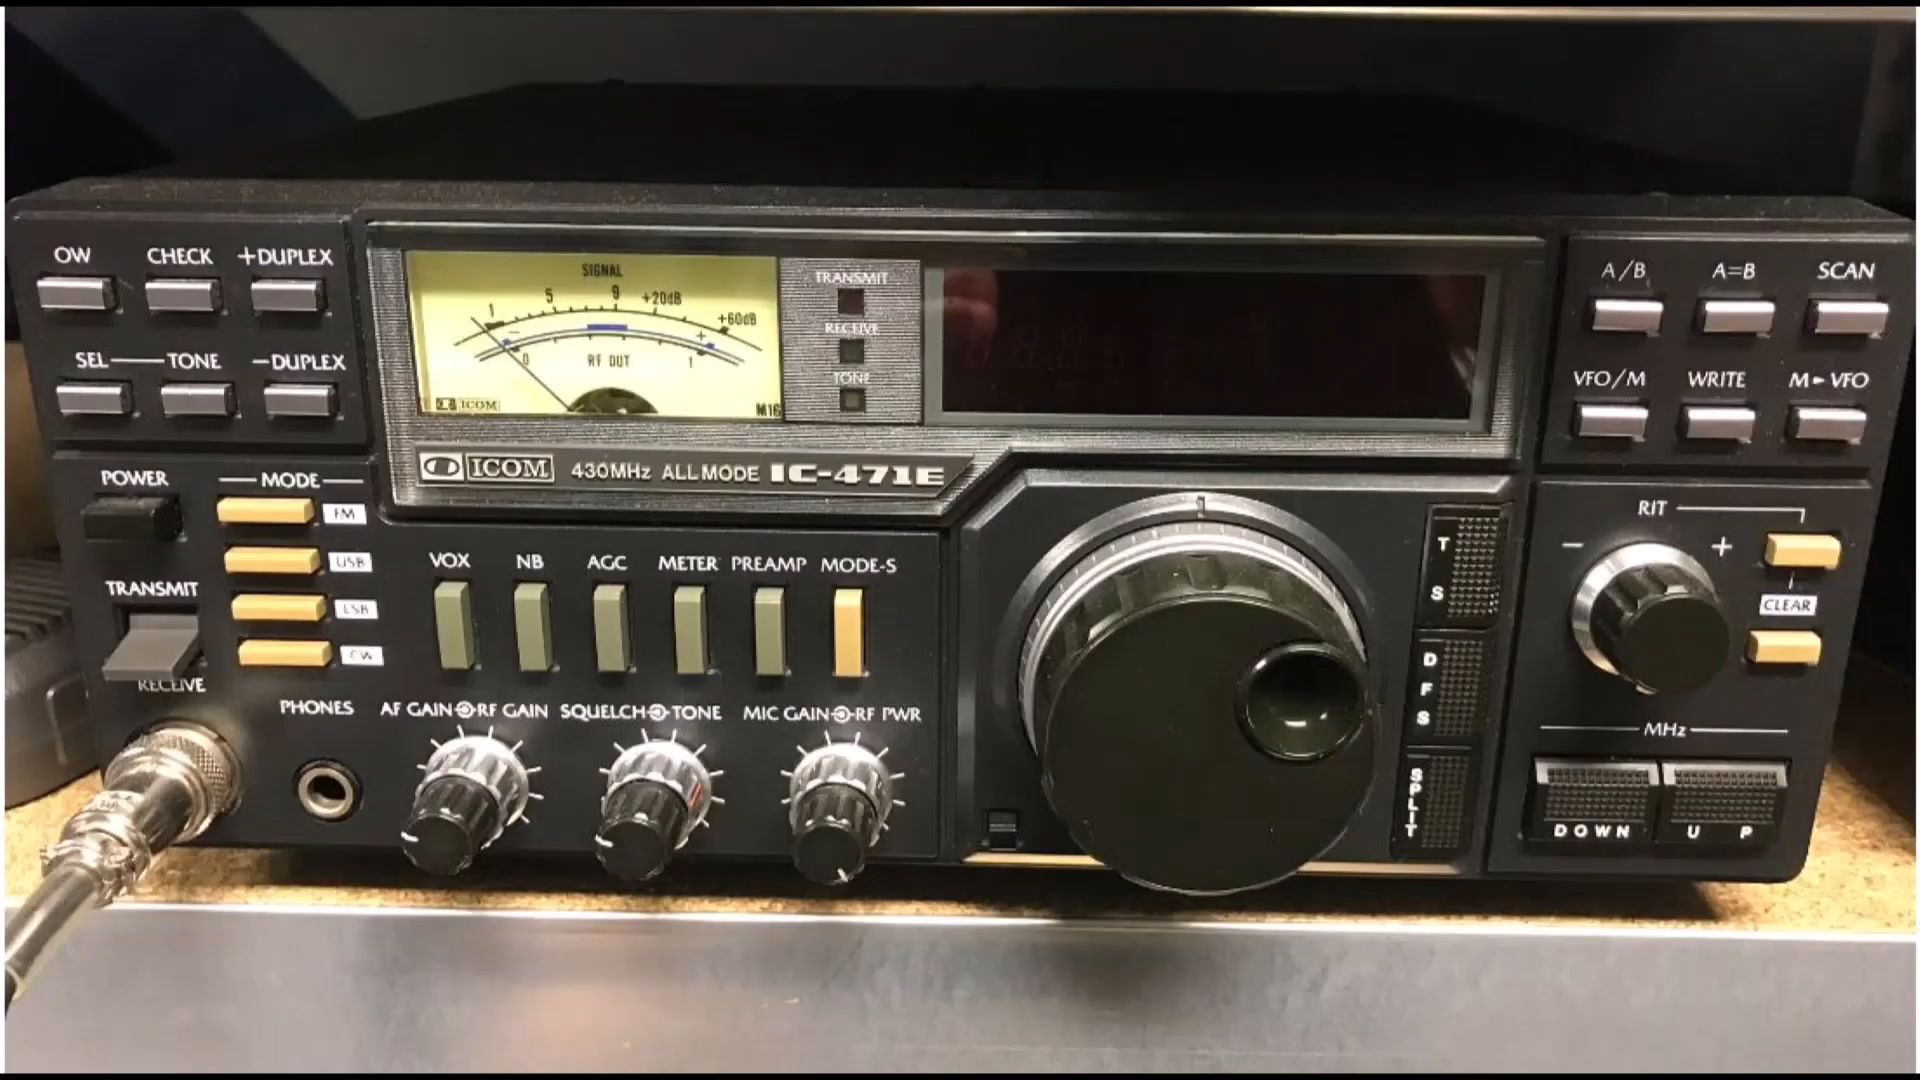 OW CHECK +DUPLEX
SEL TONE -DUPLEX
SIGNAL
1 5 9 +20dB +60dB
- +
0 RF OUT 1
ICOM M16
TRANSMIT
RECEIVE
TONE
A/B A=B SCAN
VFO/M WRITE M►VFO
ICOM 430MHz ALL MODE IC-471E
POWER
MODE
FM
USB
LSB
CW
TRANSMIT
RECEIVE
VOX NB AGC METER PREAMP MODE-S
PHONES AF GAIN RF GAIN SQUELCH TONE MIC GAIN RF PWR
T S
DFS
SPLIT
RIT
- +
CLEAR
MHz
DOWN UP